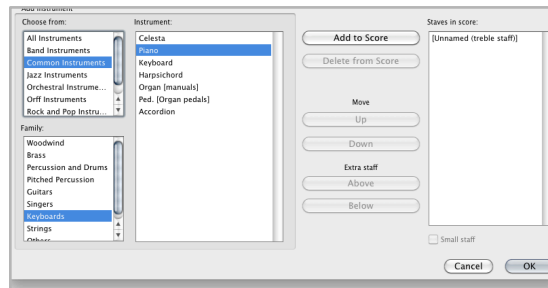 Add Instrument
Choose from:
All Instruments
Band Instruments
Common Instruments
Jazz Instruments
Orchestral Instrume...
Orff Instruments
Rock and Pop Instru...
Family:
Woodwind
Brass
Percussion and Drums
Pitched Percussion
Guitars
Singers
Keyboards
Strings
Others
Instrument:
Celesta
Piano
Keyboard
Harpsichord
Organ [manuals]
Ped. [Organ pedals]
Accordion
Add to Score
Delete from Score
Move
Up
Down
Extra staff
Above
Below
Staves in score:
[Unnamed (treble staff)]
Small staff
Cancel
OK